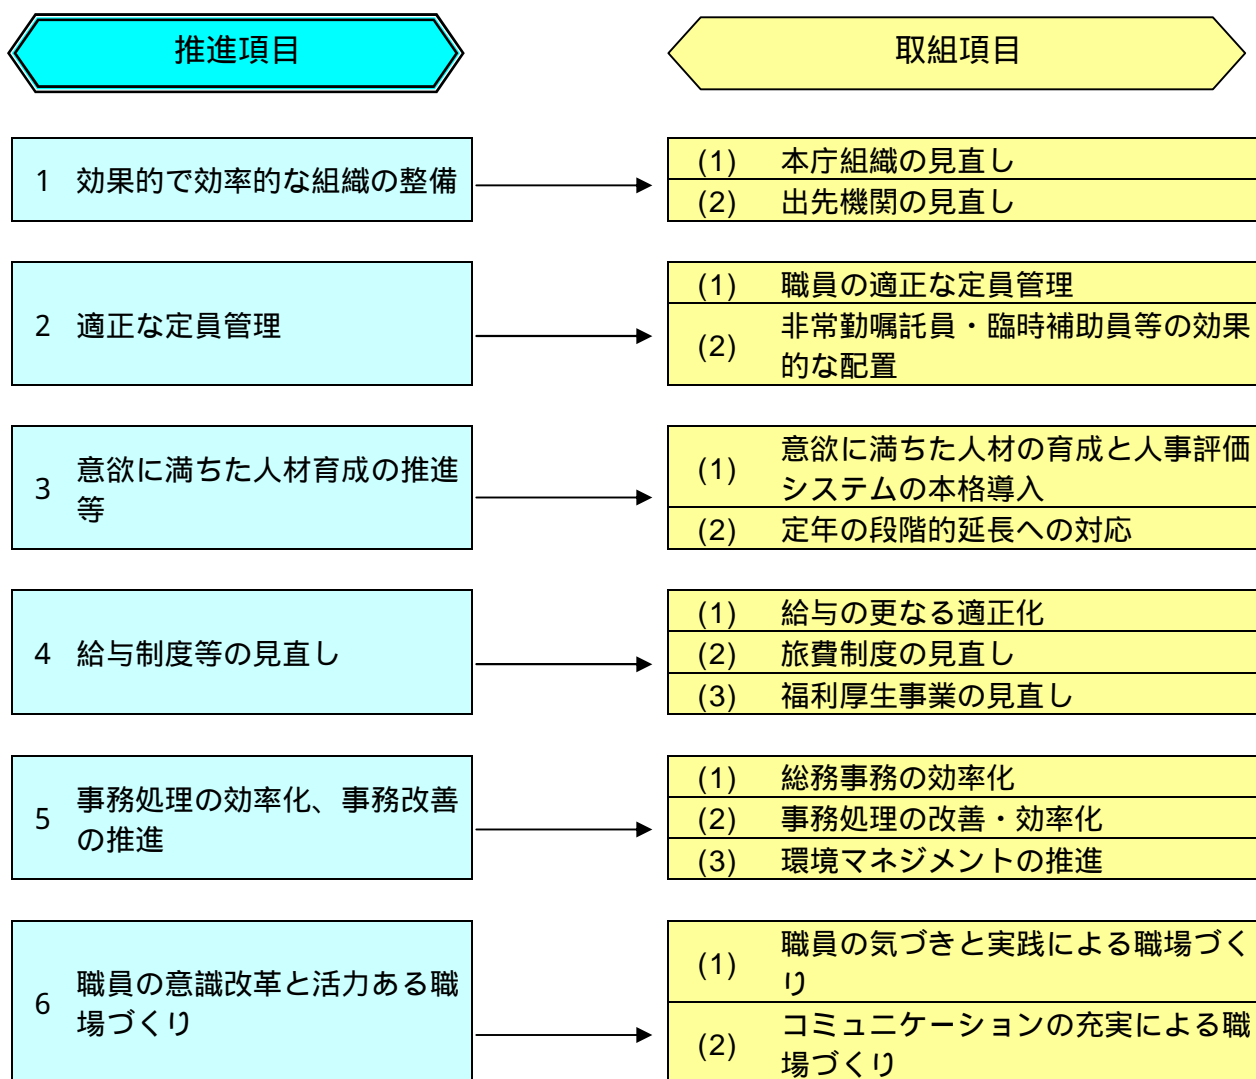 推進項目
取組項目
1 効果的で効率的な組織の整備
(1) 本庁組織の見直し
(2) 出先機関の見直し
2 適正な定員管理
(1) 職員の適正な定員管理
(2) 非常勤嘱託員・臨時補助員等の効果
的な配置
3 意欲に満ちた人材育成の推進
等
(1) 意欲に満ちた人材の育成と人事評価
システムの本格導入
(2) 定年の段階的延長への対応
4 給与制度等の見直し
(1) 給与の更なる適正化
(2) 旅費制度の見直し
(3) 福利厚生事業の見直し
5 事務処理の効率化、事務改善
の推進
(1) 総務事務の効率化
(2) 事務処理の改善・効率化
(3) 環境マネジメントの推進
6 職員の意識改革と活力ある職
場づくり
(1) 職員の気づきと実践による職場づく
り
(2) コミュニケーションの充実による職
場づくり